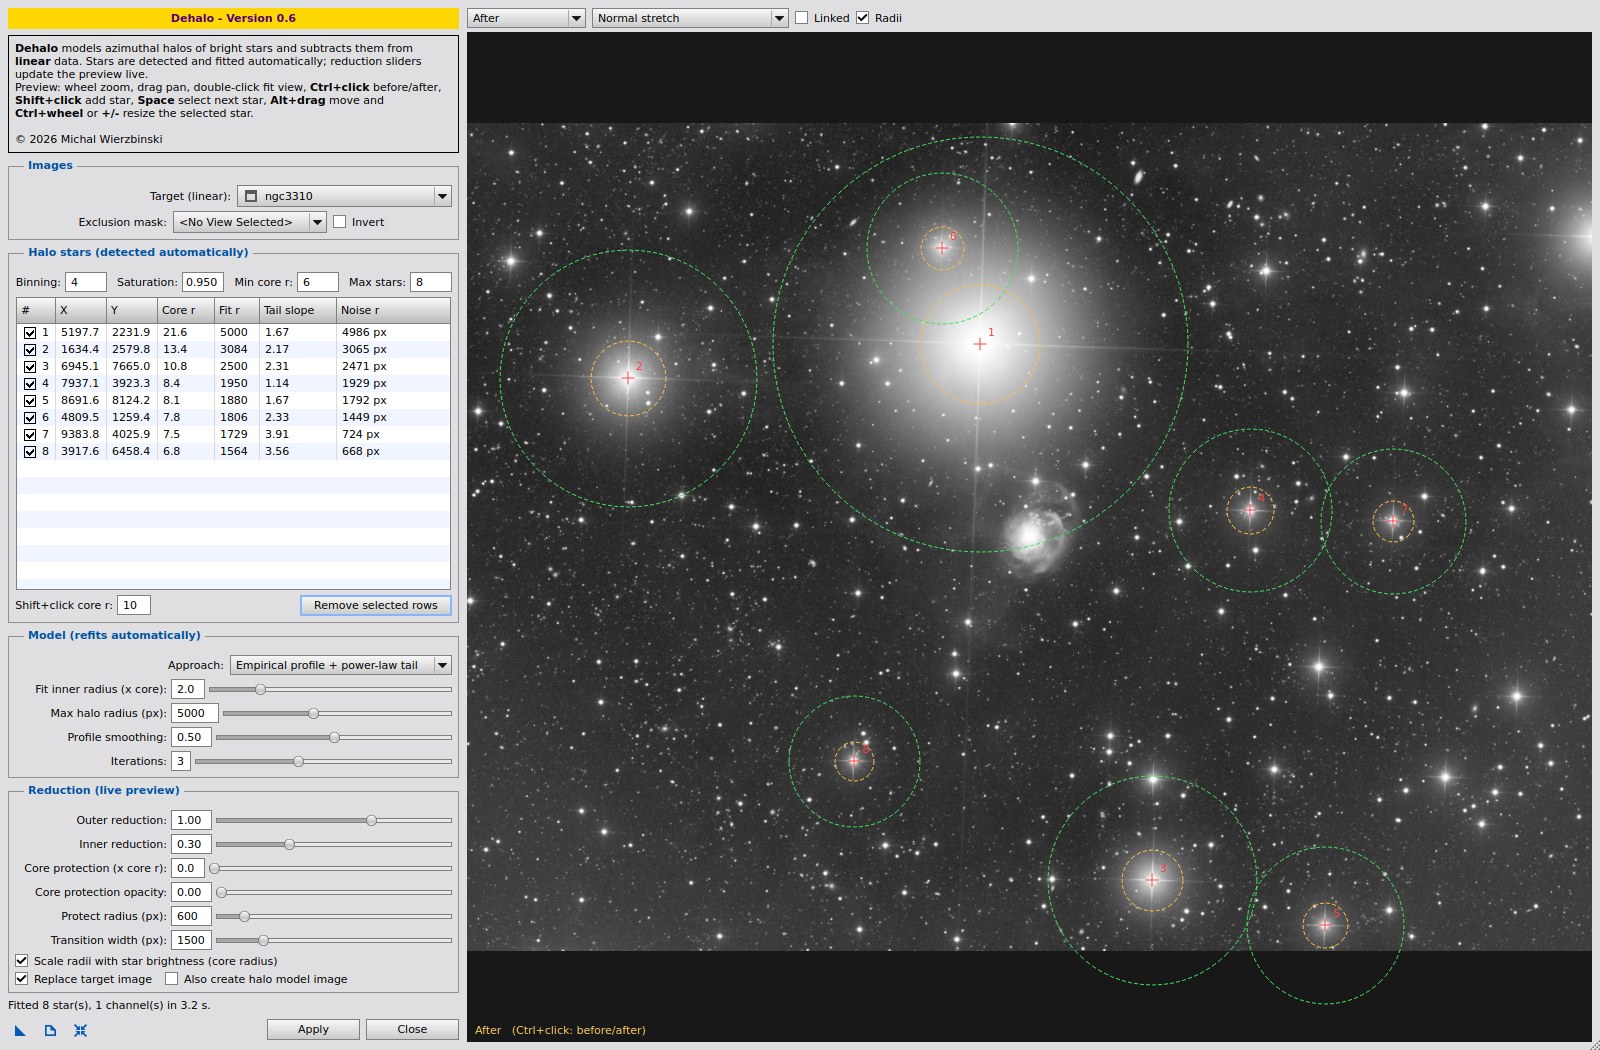 Dehalo - Version 0.6
Dehalo models azimuthal halos of bright stars and subtracts them from
linear data. Stars are detected and fitted automatically; reduction sliders
update the preview live.
Preview: wheel zoom, drag pan, double-click fit view, Ctrl+click before/after,
Shift+click add star, Space select next star, Alt+drag move and
Ctrl+wheel or +/- resize the selected star.
© 2026 Michal Wierzbinski
Images
Target (linear): ngc3310
Exclusion mask: <No View Selected> Invert
Halo stars (detected automatically)
Binning: 4 Saturation: 0.950 Min core r: 6 Max stars: 8
# X Y Core r Fit r Tail slope Noise r
1 5197.7 2231.9 21.6 5000 1.67 4986 px
2 1634.4 2579.8 13.4 3084 2.17 3065 px
3 6945.1 7665.0 10.8 2500 2.31 2471 px
4 7937.1 3923.3 8.4 1950 1.14 1929 px
5 8691.6 8124.2 8.1 1880 1.67 1792 px
6 4809.5 1259.4 7.8 1806 2.33 1449 px
7 9383.8 4025.9 7.5 1729 3.91 724 px
8 3917.6 6458.4 6.8 1564 3.56 668 px
Shift+click core r: 10 Remove selected rows
Model (refits automatically)
Approach: Empirical profile + power-law tail
Fit inner radius (x core): 2.0
Max halo radius (px): 5000
Profile smoothing: 0.50
Iterations: 3
Reduction (live preview)
Outer reduction: 1.00
Inner reduction: 0.30
Core protection (x core r): 0.0
Core protection opacity: 0.00
Protect radius (px): 600
Transition width (px): 1500
Scale radii with star brightness (core radius)
Replace target image Also create halo model image
Fitted 8 star(s), 1 channel(s) in 3.2 s.
Apply Close
After Normal stretch Linked Radii
6
1
2
4
7
8
3
5
After (Ctrl+click: before/after)